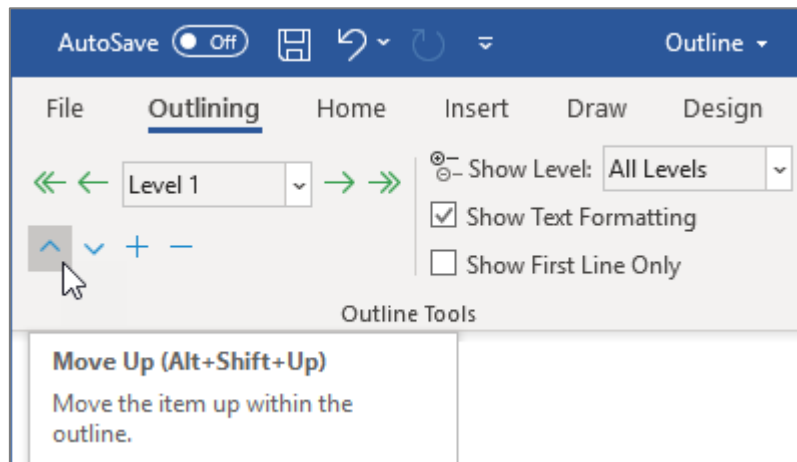 AutoSave Off Outline
File Outlining Home Insert Draw Design
Level 1 Show Level: All Levels
Show Text Formatting
Show First Line Only
Outline Tools
Move Up (Alt+Shift+Up)
Move the item up within the
outline.